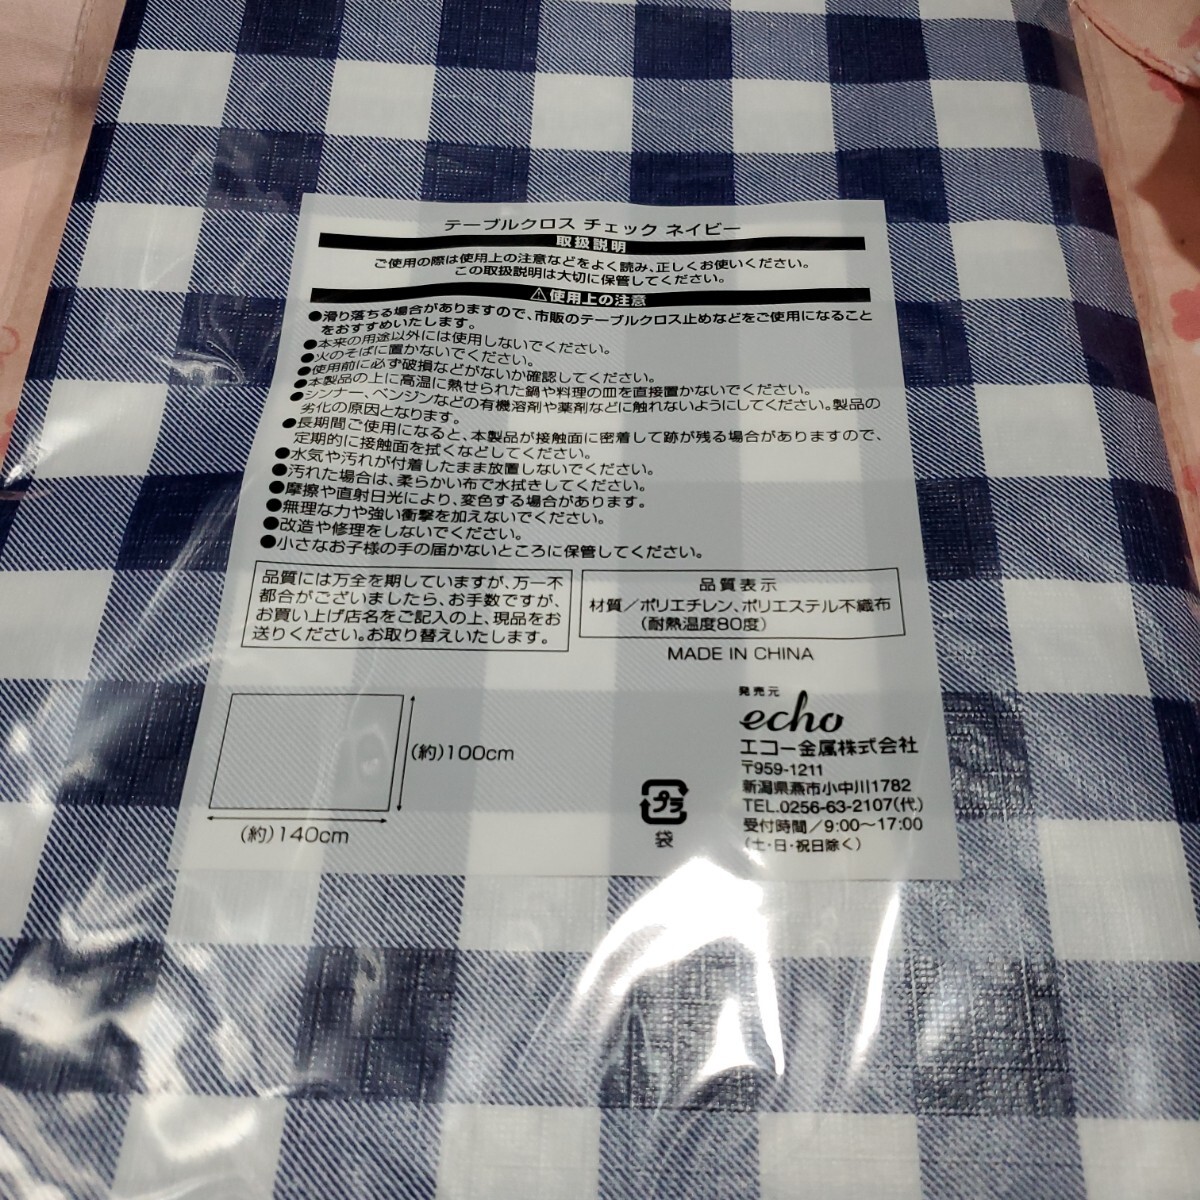 テーブルクロス チェック ネイビー
取扱説明
ご使用の際は使用上の注意などをよく読み、正しくお使いください。
この取扱説明は大切に保管してください。
⚠使用上の注意
●滑り落ちる場合がありますので、市販のテーブルクロス止めなどをご使用になること
をおすすめいたします。
●本来の用途以外には使用しないでください。
●火のそばに置かないでください。
●使用前に必ず破損などがないか確認してください。
●本製品の上に高温に熱せられた鍋や料理の皿を直接置かないでください。
●シンナー、ベンジンなどの有機溶剤や薬剤などに触れないようにしてください。製品の
劣化の原因となります。
●長期間ご使用になると、本製品が接触面に密着して跡が残る場合がありますので、
定期的に接触面を拭くなどしてください。
●水気や汚れが付着したまま放置しないでください。
●汚れた場合は、柔らかい布で水拭きしてください。
●摩擦や直射日光により、変色する場合があります。
●無理な力や強い衝撃を加えないでください。
●改造や修理をしないでください。
●小さなお子様の手の届かないところに保管してください。
品質には万全を期していますが、万一不
都合がございましたら、お手数ですが、
お買い上げ店名をご記入の上、現品をお
送りください。お取り替えいたします。
品質表示
材質/ポリエチレン、ポリエステル不織布
(耐熱温度80度)
MADE IN CHINA
(約)100cm
(約)140cm
プラ
袋
発売元
echo
エコー金属株式会社
〒959-1211
新潟県燕市小中川1782
TEL.0256-63-2107(代)
受付時間/9:00〜17:00
(土・日・祝日除く)